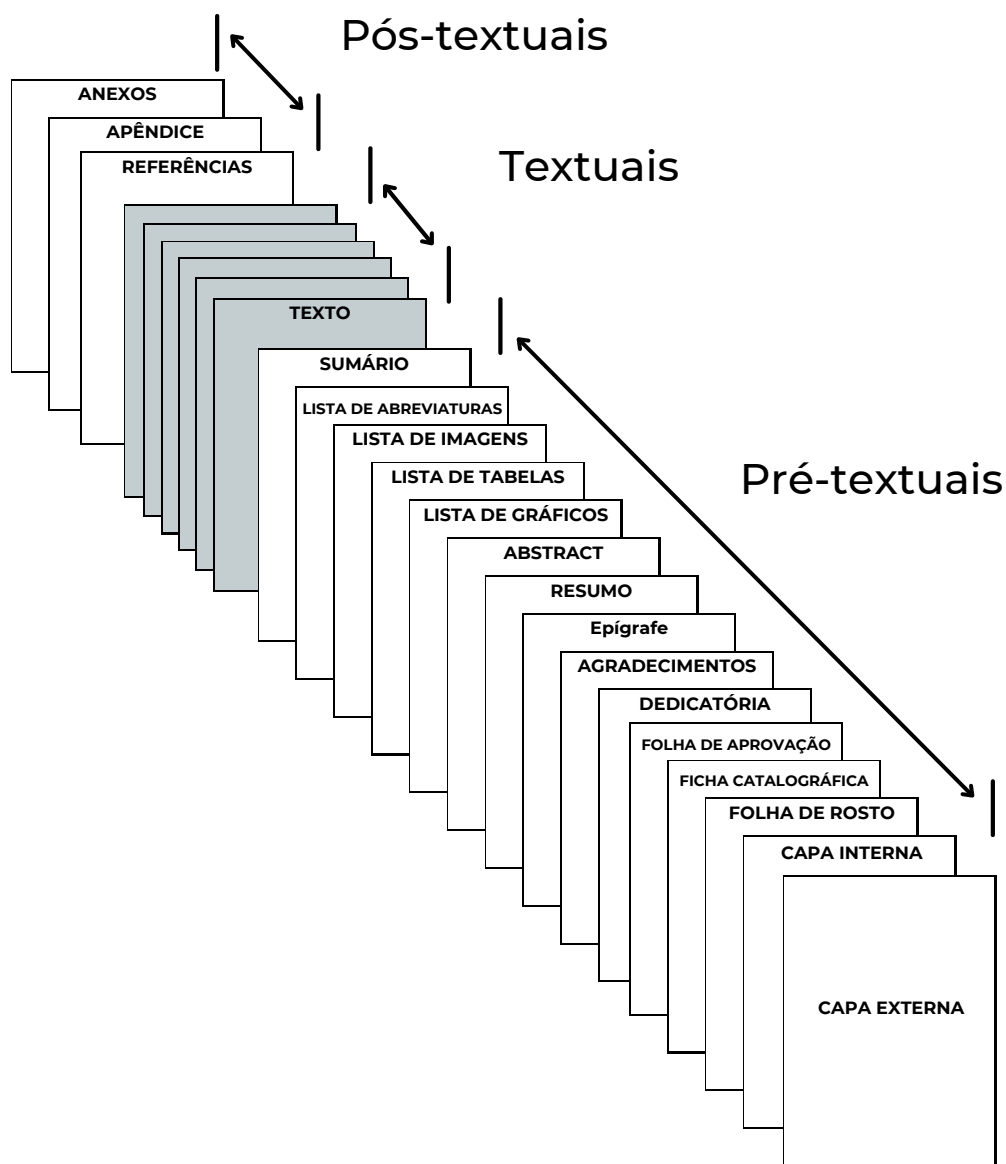 Pós-textuais
ANEXOS
APÊNDICE
Textuais
REFERÊNCIAS
TEXTO
SUMÁRIO
LISTA DE ABREVIATURAS
LISTA DE IMAGENS
Pré-textuais
LISTA DE TABELAS
LISTA DE GRÁFICOS
ABSTRACT
RESUMO
Epígrafe
AGRADECIMENTOS
DEDICATÓRIA
FOLHA DE APROVAÇÃO
FICHA CATALOGRÁFICA
FOLHA DE ROSTO
CAPA INTERNA
CAPA EXTERNA